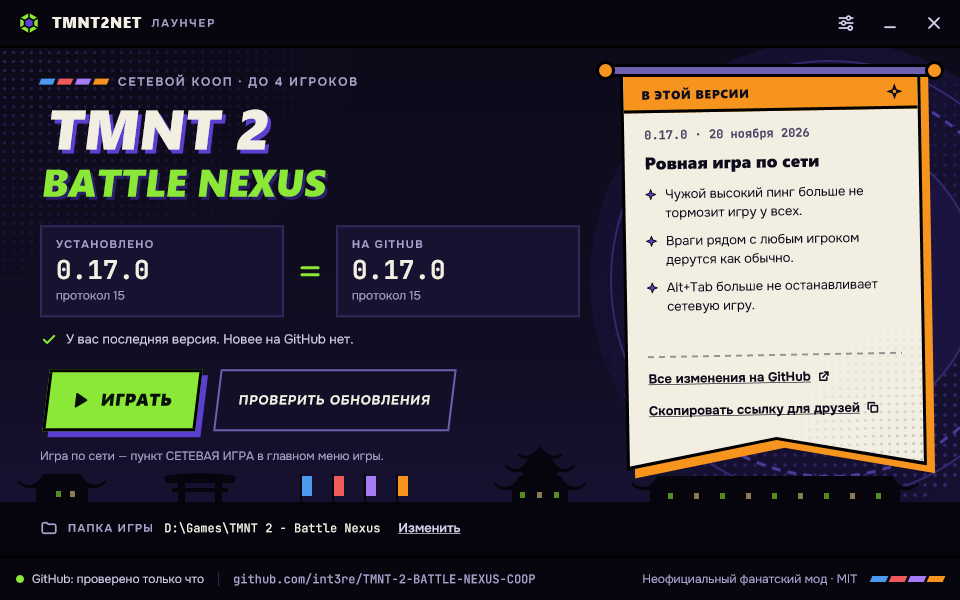 TMNT2NET ЛАУНЧЕР
СЕТЕВОЙ КООП · ДО 4 ИГРОКОВ
TMNT 2
BATTLE NEXUS
УСТАНОВЛЕНО
0.17.0
протокол 15
=
НА GITHUB
0.17.0
протокол 15
У вас последняя версия. Новее на GitHub нет.
ИГРАТЬ
ПРОВЕРИТЬ ОБНОВЛЕНИЯ
Игра по сети — пункт СЕТЕВАЯ ИГРА в главном меню игры.
В ЭТОЙ ВЕРСИИ
0.17.0 · 20 ноября 2026
Ровная игра по сети
Чужой высокий пинг больше не
тормозит игру у всех.
Враги рядом с любым игроком
дерутся как обычно.
Alt+Tab больше не останавливает
сетевую игру.
Все изменения на GitHub
Скопировать ссылку для друзей
ПАПКА ИГРЫ D:\Games\TMNT 2 - Battle Nexus Изменить
GitHub: проверено только что
github.com/int3re/TMNT-2-BATTLE-NEXUS-COOP
Неофициальный фанатский мод · MIT